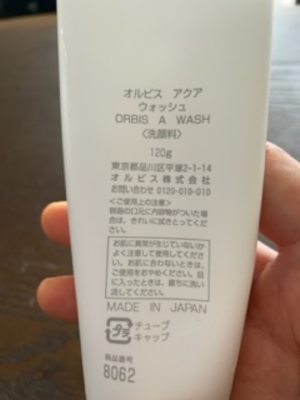 オルビス アクア
ウォッシュ
ORBIS A WASH
〈洗顔料〉
120g
東京都品川区平塚2-1-14
オルビス株式会社
お問い合わせ 0120-010-010
<ご使用上の注意>
容器の口元に内容物がついた場
合は、きれいに拭きとってくだ
さい。
お肌に異常が生じていないか
よく注意して使用してくださ
い。お肌に合わないときは、
ご使用をおやめください。目
に入ったときは、直ちに洗い
流してください。
MADE IN JAPAN
プラ
チューブ
キャップ
商品番号
8062